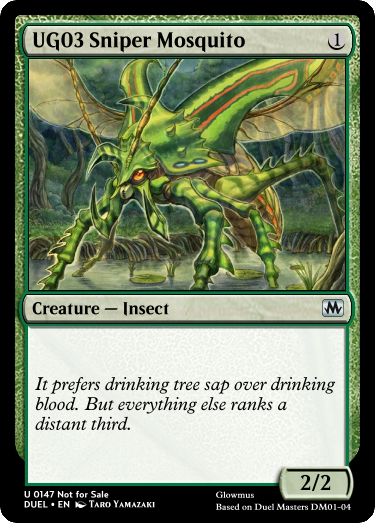 UG03 Sniper Mosquito
1
Creature — Insect
M
It prefers drinking tree sap over drinking
blood. But everything else ranks a
distant third.
2/2
U 0147 Not for Sale
DUEL • EN Taro Yamazaki
Glowmus
Based on Duel Masters DM01-04